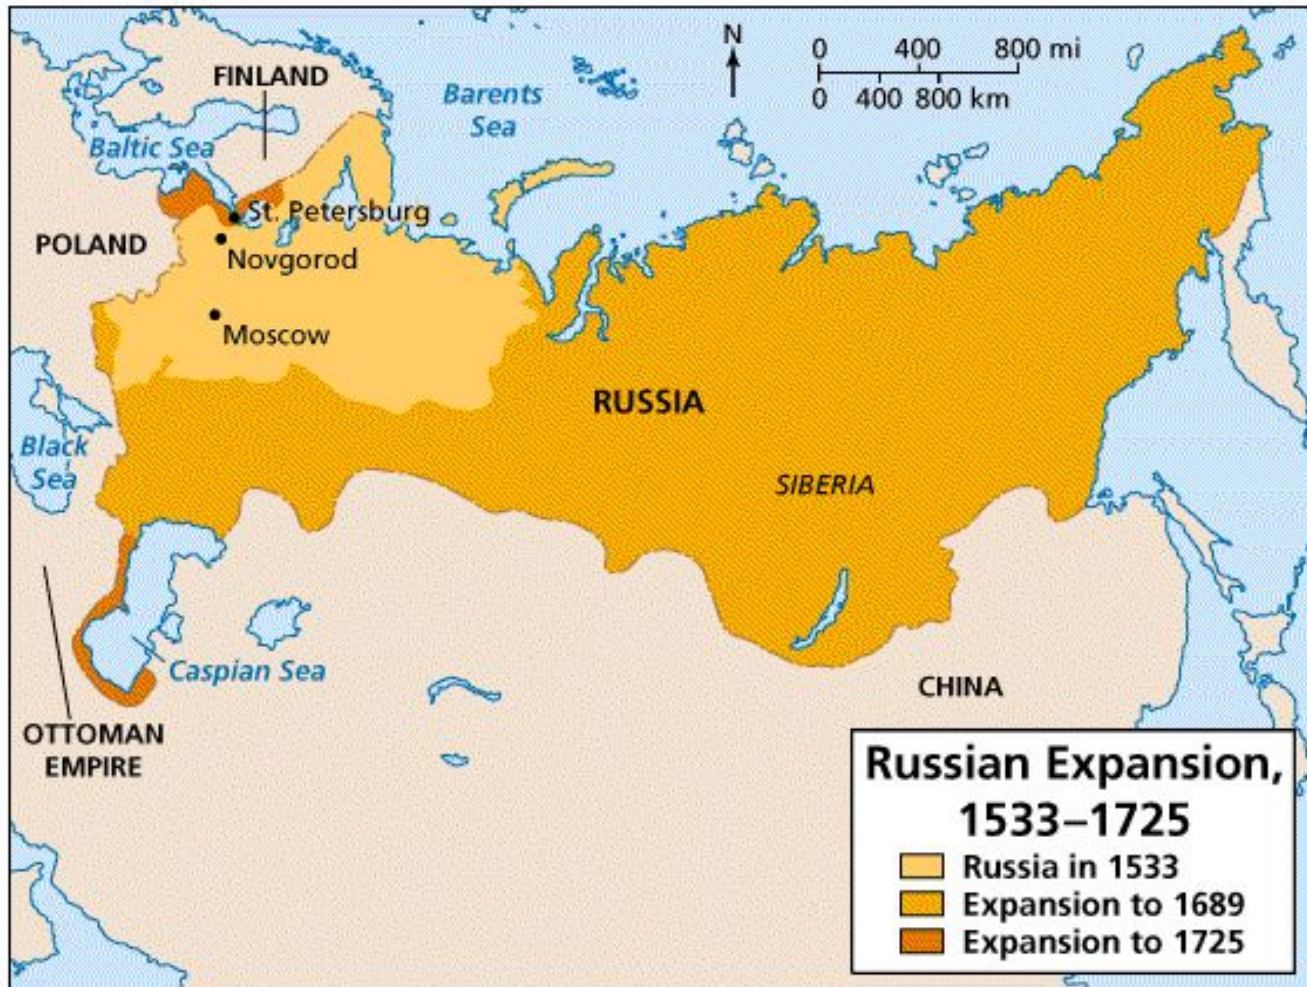 N
0 400 800 mi
0 400 800 km
FINLAND
Barents
Sea
Baltic Sea
St. Petersburg
POLAND
Novgorod
Moscow
RUSSIA
Black
Sea
SIBERIA
Caspian Sea
CHINA
OTTOMAN
EMPIRE
Russian Expansion,
1533–1725
Russia in 1533
Expansion to 1689
Expansion to 1725